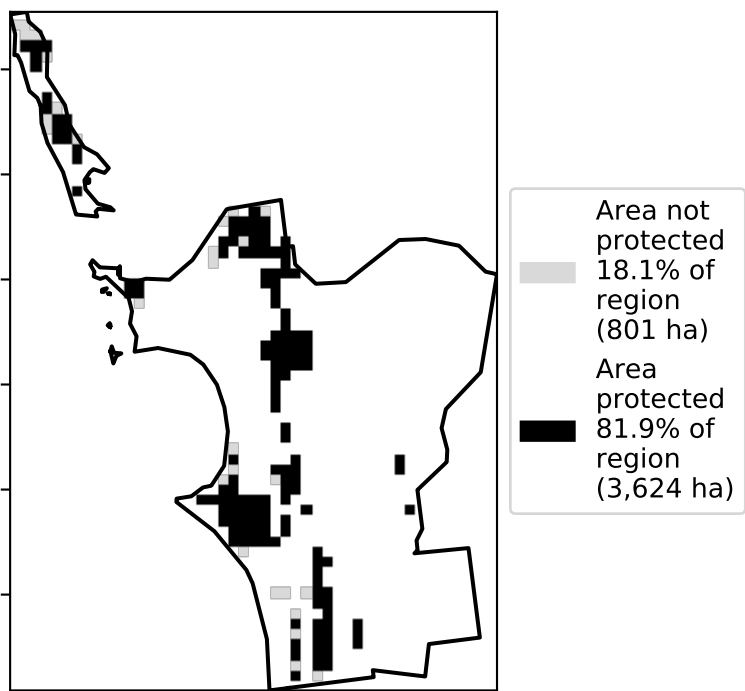 Area not
protected
18.1% of
region
(801 ha)
Area
protected
81.9% of
region
(3,624 ha)